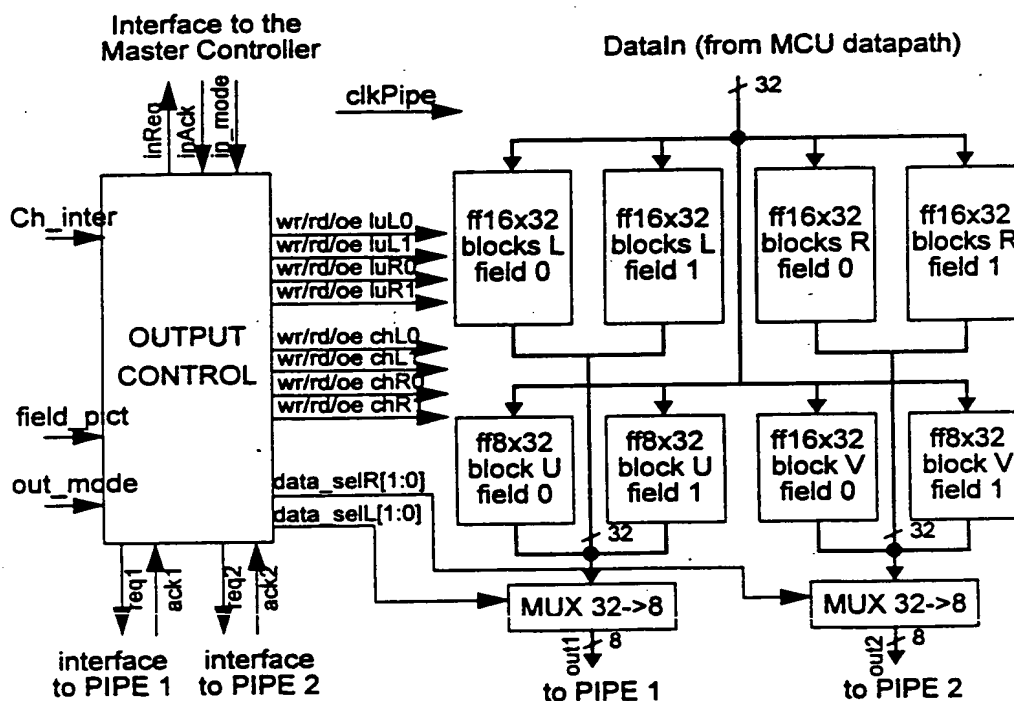 Interface to the
Master Controller
DataIn (from MCU datapath)
inReq
inAck
in_mode
clkPipe
32
Ch_inter
wr/rd/oe luL0
wr/rd/oe luL1
wr/rd/oe luR0
wr/rd/oe luR1
ff16x32
blocks L
field 0
ff16x32
blocks L
field 1
ff16x32
blocks R
field 0
ff16x32
blocks R
field 1
OUTPUT
CONTROL
wr/rd/oe chL0
wr/rd/oe chL1
wr/rd/oe chR0
wr/rd/oe chR1
field_pict
out_mode
ff8x32
block U
field 0
ff8x32
block U
field 1
ff16x32
block V
field 0
ff8x32
block V
field 1
data_selR[1:0]
data_selL[1:0]
32
32
req1
ack1
req2
ack2
MUX 32->8
MUX 32->8
out1
8
out2
8
interface
to PIPE 1
interface
to PIPE 2
to PIPE 1
to PIPE 2